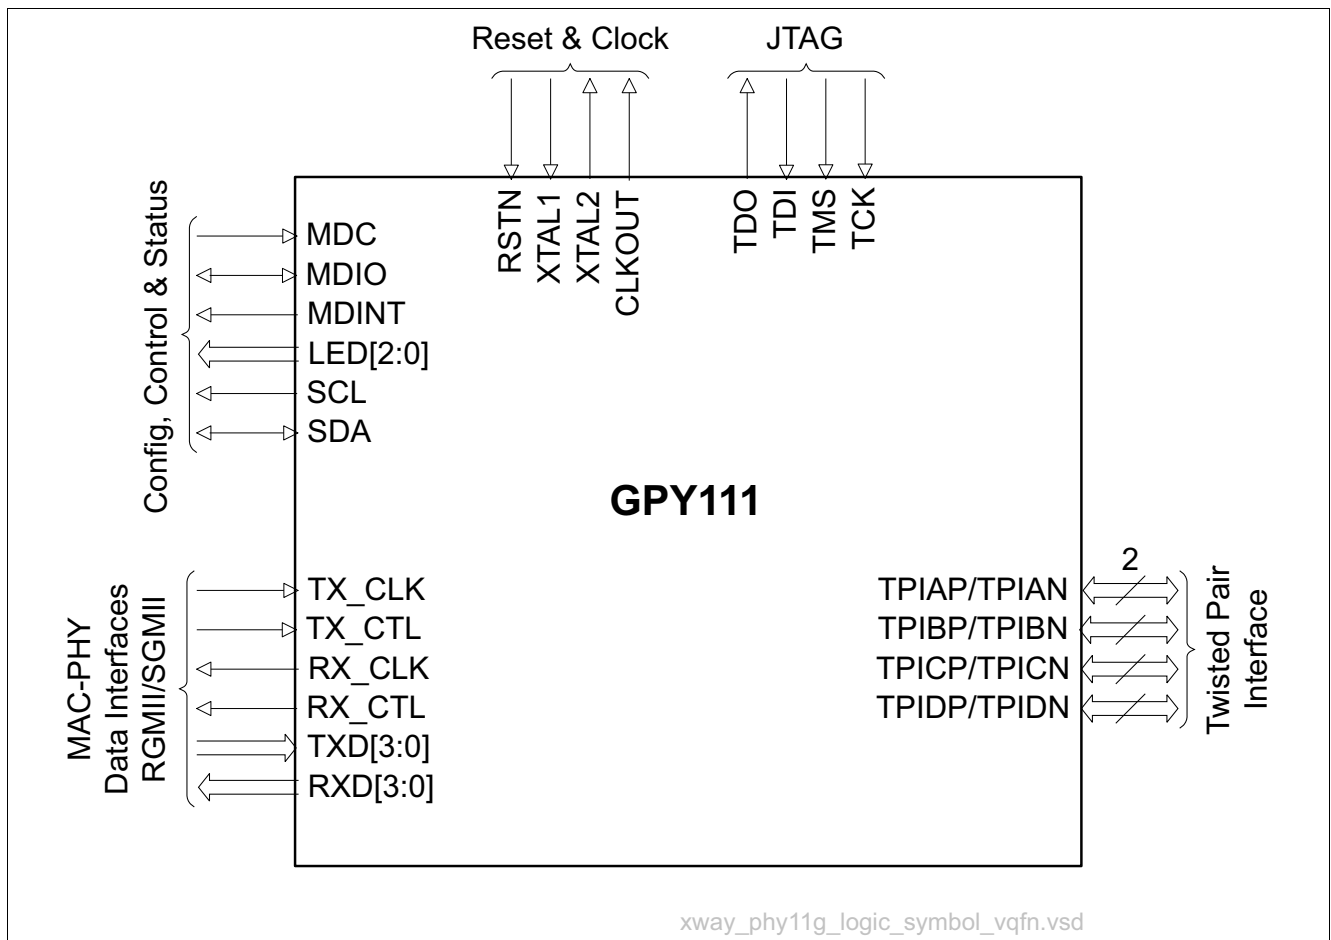 Reset & Clock
JTAG
RSTN
XTAL1
XTAL2
CLKOUT
TDO
TDI
TMS
TCK
Config, Control & Status
MDC
MDIO
MDINT
LED[2:0]
SCL
SDA
GPY111
MAC-PHY
Data Interfaces
RGMII/SGMII
TX_CLK
TX_CTL
RX_CLK
RX_CTL
TXD[3:0]
RXD[3:0]
TPIAP/TPIAN
TPIBP/TPIBN
TPICP/TPICN
TPIDP/TPIDN
2
Twisted Pair
Interface
xway_phy11g_logic_symbol_vqfn.vsd